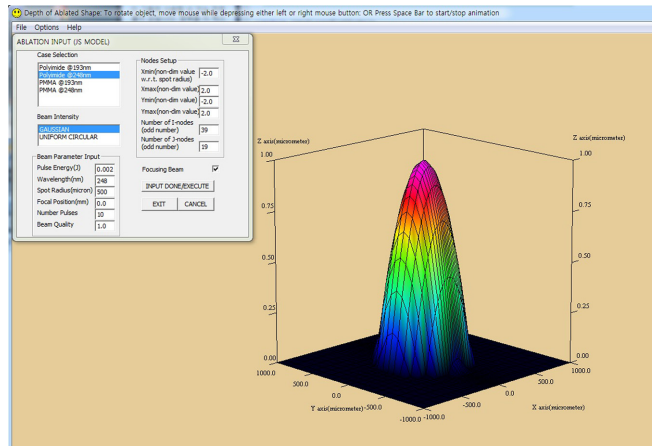 Depth of Ablated Shape: To rotate object, move mouse while depressing either left or right mouse button: OR Press Space Bar to start/stop animation
File Options Help
ABLATION INPUT (JS MODEL)
Case Selection
Polyimide @193nm
Polyimide @248nm
PMMA @193nm
PMMA @248nm
Beam Intensity
GAUSSIAN
UNIFORM CIRCULAR
Beam Parameter Input
Pulse Energy(J) 0.002
Wavelength(nm) 248
Spot Radius(micron) 500
Focal Position(mm) 0.0
Number Pulses 10
Beam Quality 1.0
Nodes Setup
Xmin(non-dim value -2.0
w.r.t. spot radius)
Xmax(non-dim value) 2.0
Ymin(non-dim value) -2.0
Ymax(non-dim value) 2.0
Number of I-nodes
(odd number) 39
Number of J-nodes
(odd number) 19
Focusing Beam
INPUT DONE/EXECUTE
EXIT CANCEL
Z axis(micrometer)
1.00
0.75
0.50
0.25
0.00
Z axis(micrometer)
1.00
0.75
0.50
0.25
0.00
1000.0
500.0
0.0
Y axis(micrometer)
-500.0
-1000.0
-1000.0
-500.0
X axis(micrometer)
0.0
500.0
1000.0